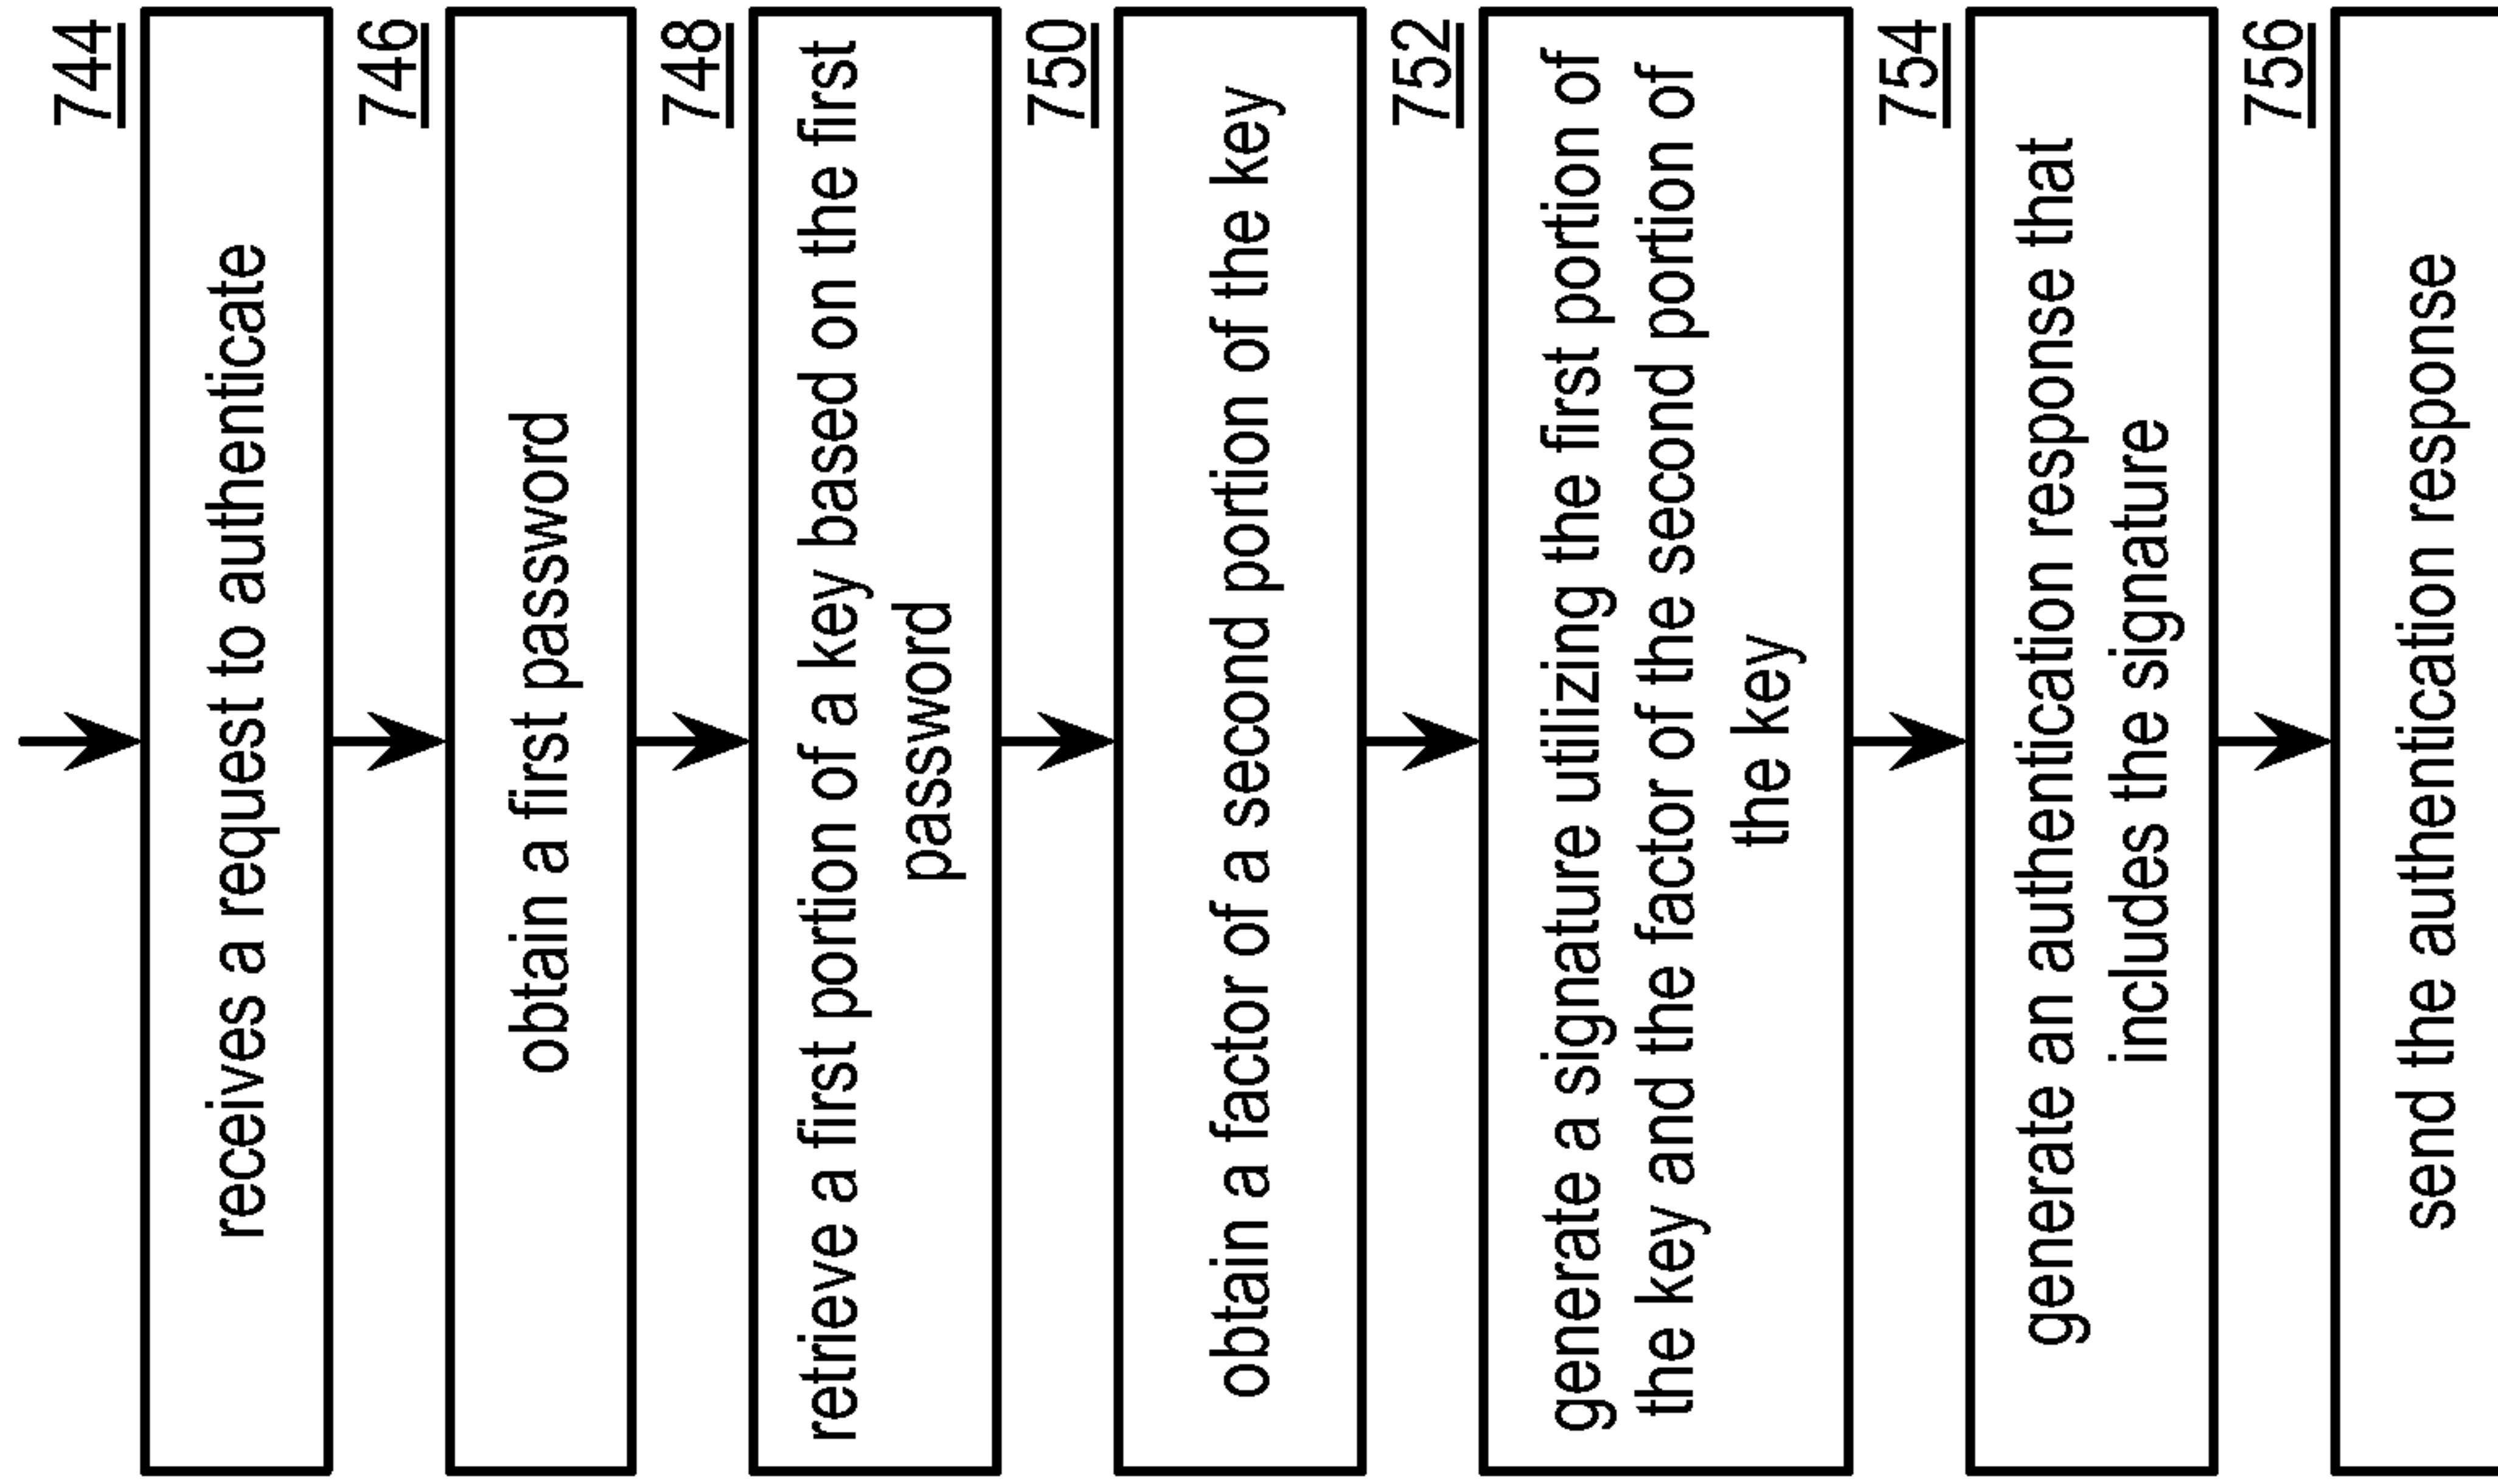 744
receives a request to authenticate
746
obtain a first password
748
retrieve a first portion of a key based on the first
password
750
obtain a factor of a second portion of the key
752
generate a signature utilizing the first portion of
the key and the factor of the second portion of
the key
754
generate an authentication response that
includes the signature
756
send the authentication response